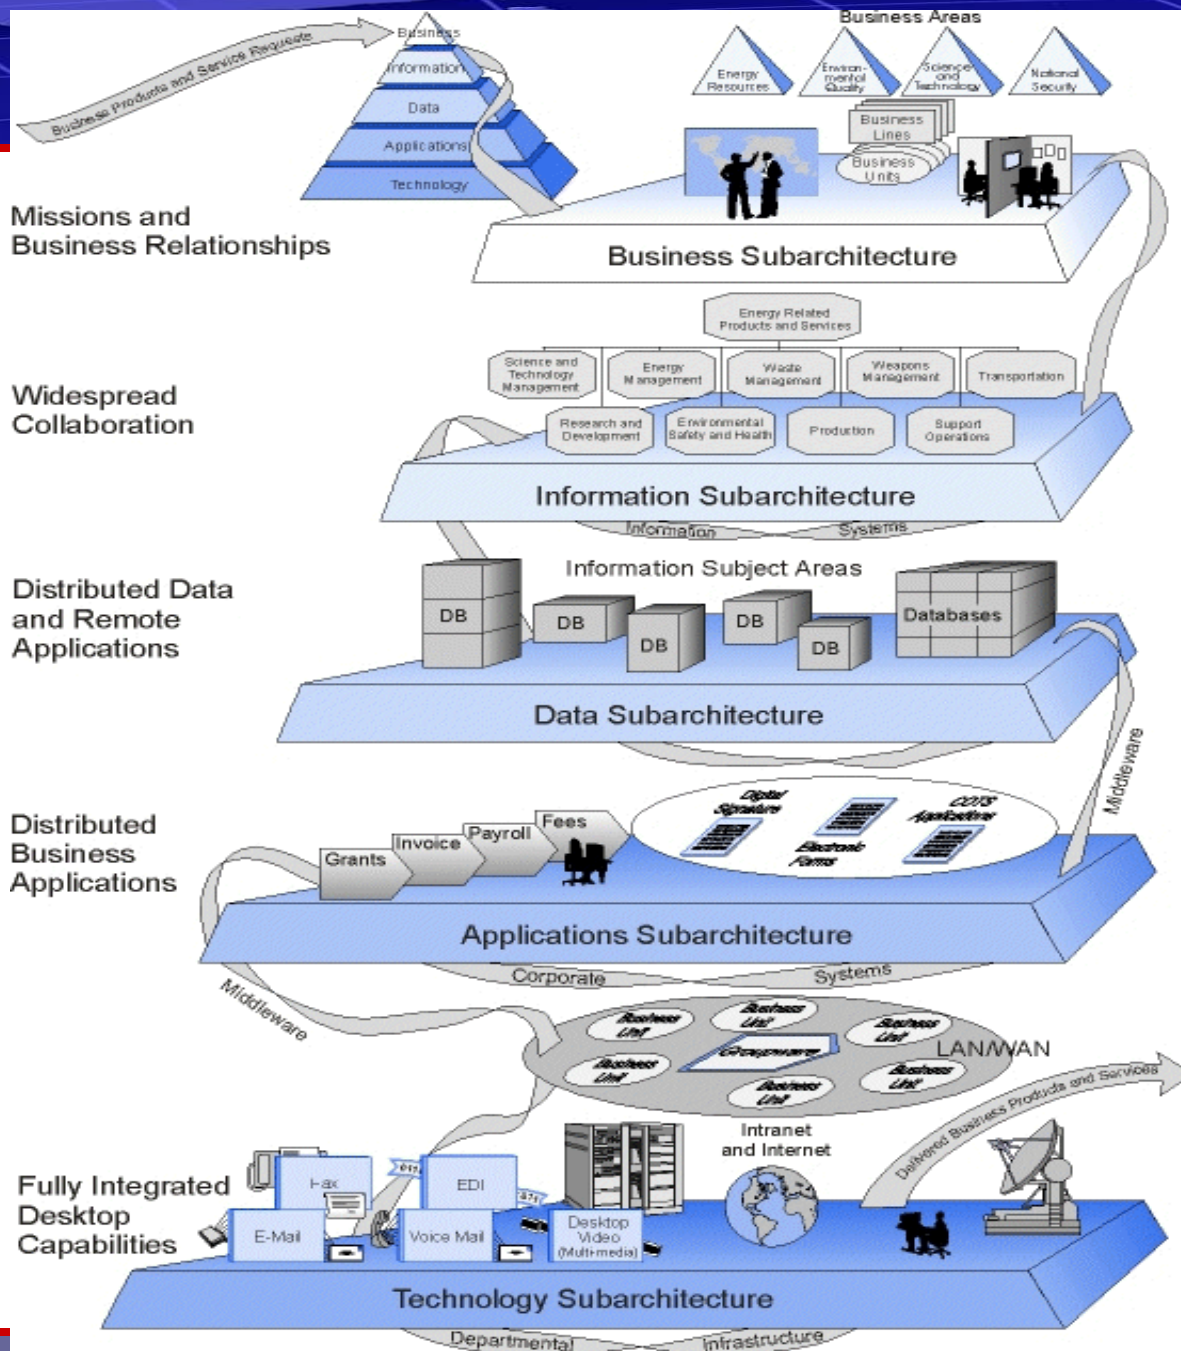 Business Products and Service Requests
Business
Information
Data
Applications
Technology
Business Areas
Energy
Resources
Environ-
mental
Quality
Science
and
Technology
National
Security
Business
Lines
Business
Units
Missions and
Business Relationships
Business Subarchitecture
Energy Related
Products and Services
Science and
Technology
Management
Energy
Management
Waste
Management
Weapons
Management
Transportation
Widespread
Collaboration
Research and
Development
Environmental
Safety and Health
Production
Support
Operations
Information Subarchitecture
Information Systems
Information Subject Areas
Distributed Data
and Remote
Applications
DB
DB
DB
DB
DB
Databases
Data Subarchitecture
Middleware
Distributed
Business
Applications
Grants
Invoice
Payroll
Fees
Digital
Signature
Electronic
Forms
COTS
Applications
Applications Subarchitecture
Corporate Systems
Middleware
Business
Unit
Business
Unit
Business
Unit
Business
Unit
Business
Unit
Business
Unit
Groupware
LAN/WAN
Delivered Business Products and Services
Intranet
and Internet
Fully Integrated
Desktop
Capabilities
Fax
EDI
E-Mail
Voice Mail
Desktop
Video
(Multi-media)
Technology Subarchitecture
Departmental Infrastructure